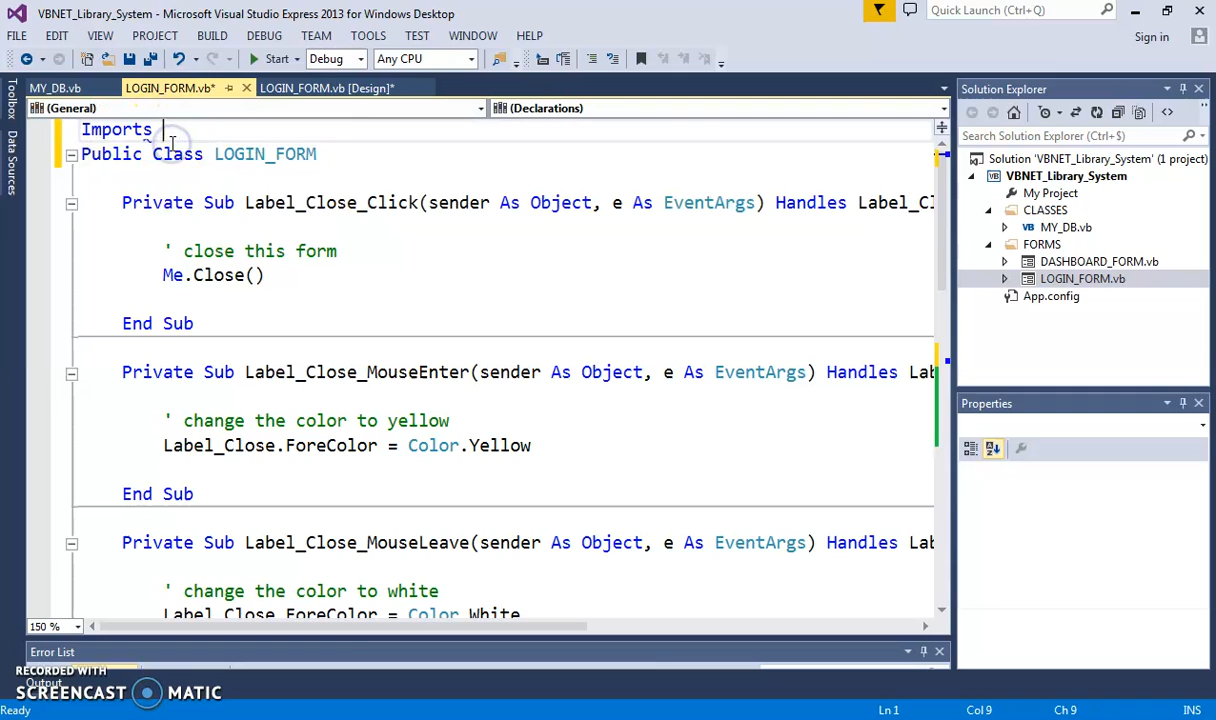 VBNET_Library_System - Microsoft Visual Studio Express 2013 for Windows Desktop
Quick Launch (Ctrl+Q)
FILE EDIT VIEW PROJECT BUILD DEBUG TEAM TOOLS TEST WINDOW HELP
Sign in
Start Debug Any CPU
Toolbox
Data Sources
MY_DB.vb LOGIN_FORM.vb* LOGIN_FORM.vb [Design]*
(General) (Declarations)
Imports
Public Class LOGIN_FORM
Private Sub Label_Close_Click(sender As Object, e As EventArgs) Handles Label_Cl
' close this form
Me.Close()
End Sub
Private Sub Label_Close_MouseEnter(sender As Object, e As EventArgs) Handles Lab
' change the color to yellow
Label_Close.ForeColor = Color.Yellow
End Sub
Private Sub Label_Close_MouseLeave(sender As Object, e As EventArgs) Handles Lab
' change the color to white
Label_Close.ForeColor = Color.White
150 %
Solution Explorer
Search Solution Explorer (Ctrl+;)
Solution 'VBNET_Library_System' (1 project)
VBNET_Library_System
My Project
CLASSES
MY_DB.vb
FORMS
DASHBOARD_FORM.vb
LOGIN_FORM.vb
App.config
Properties
Error List
Output
RECORDED WITH
SCREENCAST MATIC
Ready Ln 1 Col 9 Ch 9 INS